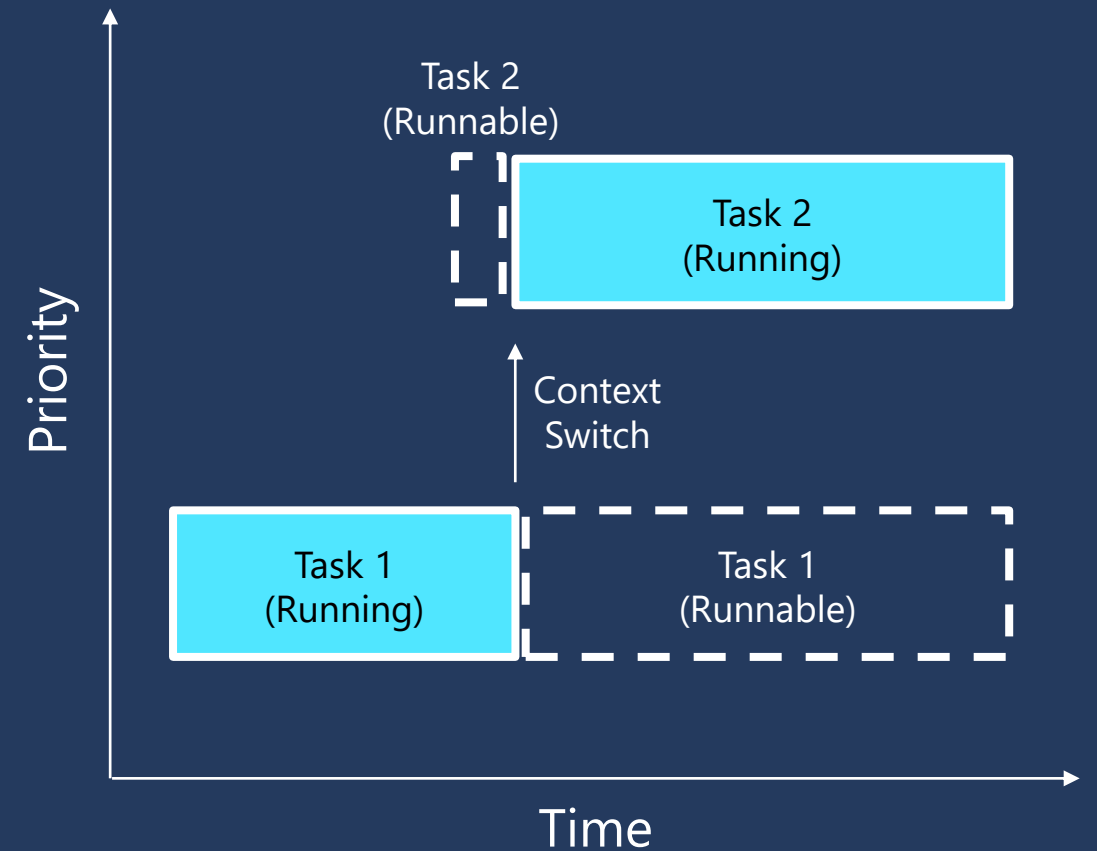 Task 2
(Runnable)
Task 2
(Running)
Priority
Context
Switch
Task 1
(Running)
Task 1
(Runnable)
Time